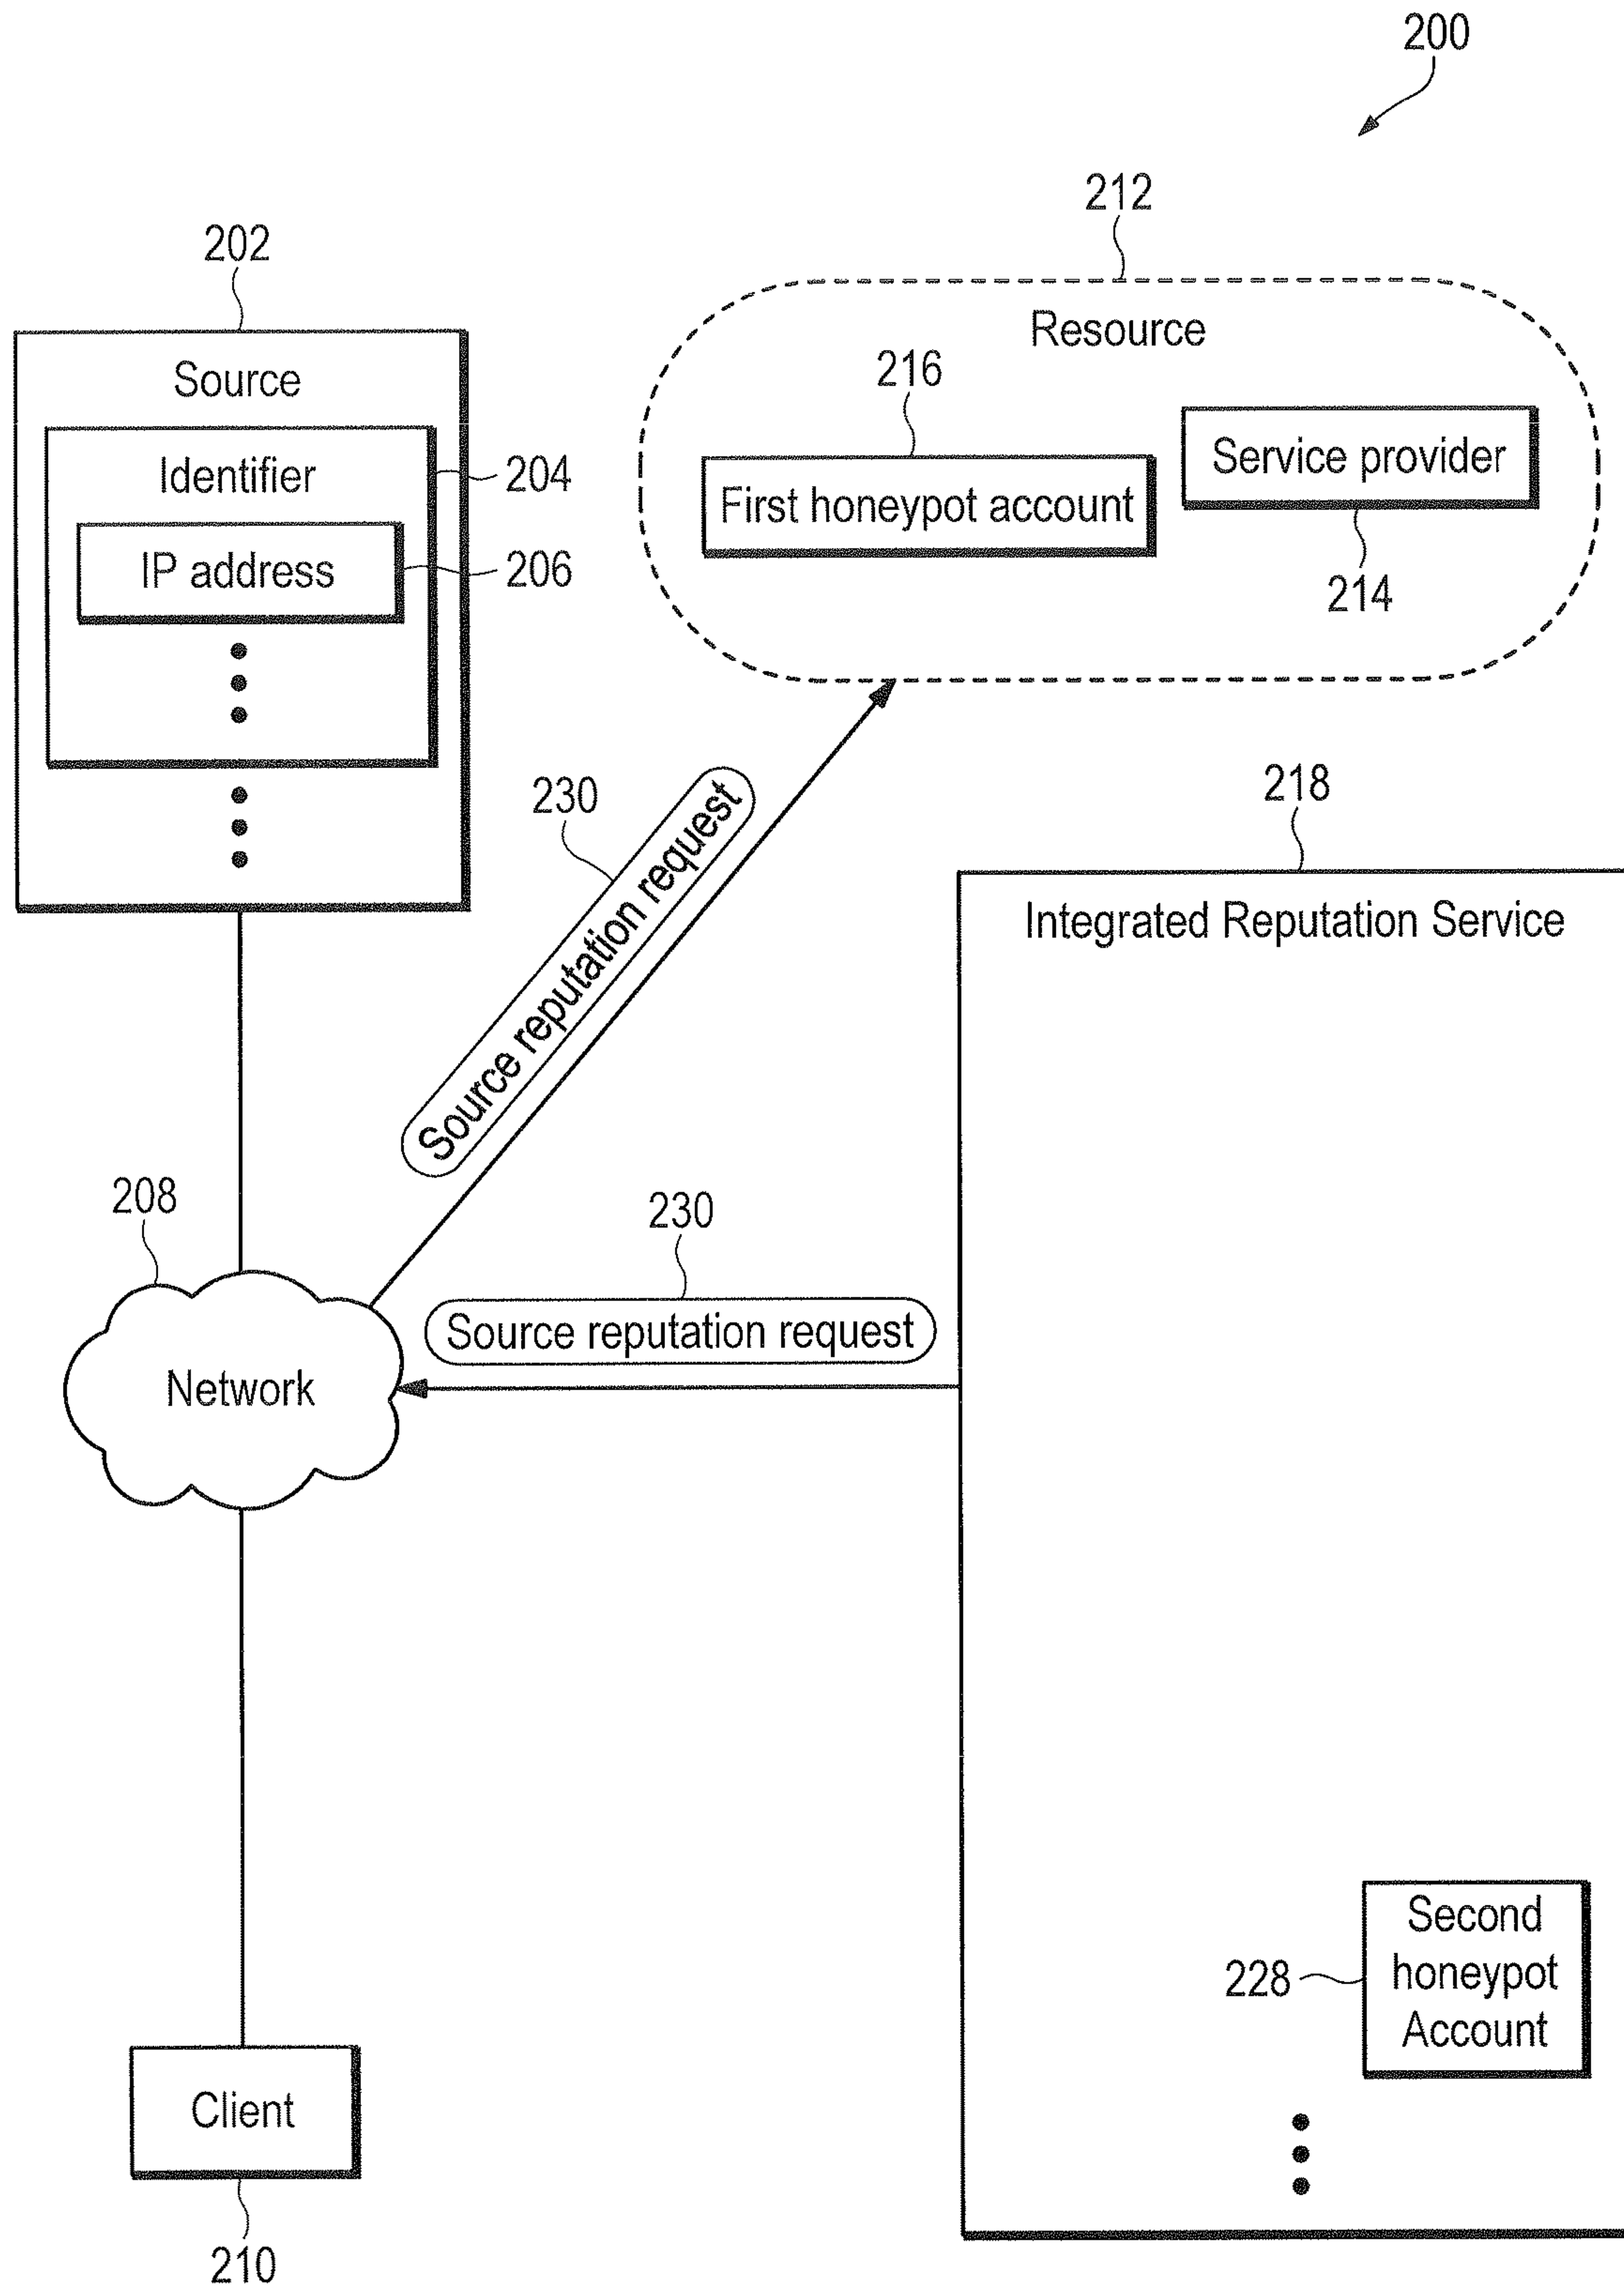 200
212
202
Resource
Source
216
Identifier
204
Service provider
First honeypot account
IP address
206
214
230
218
Source reputation request
Integrated Reputation Service
208
230
Source reputation request
Network
Second
honeypot
Account
228
Client
210